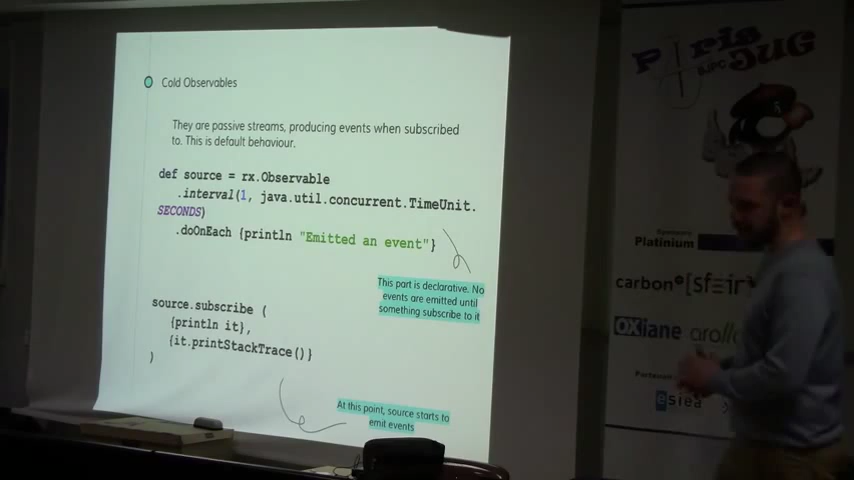 Cold Observables
They are passive streams, producing events when subscribed
to. This is default behaviour.
def source = rx.Observable
.interval(1, java.util.concurrent.TimeUnit.
SECONDS)
.doOnEach {println "Emitted an event"}
This part is declarative. No
events are emitted until
something subscribe to it
source.subscribe (
{println it},
{it.printStackTrace()}
)
At this point, source starts to
emit events
Paris
JUG
Platinium
carbon
[sfeir]
OXiane
esiea